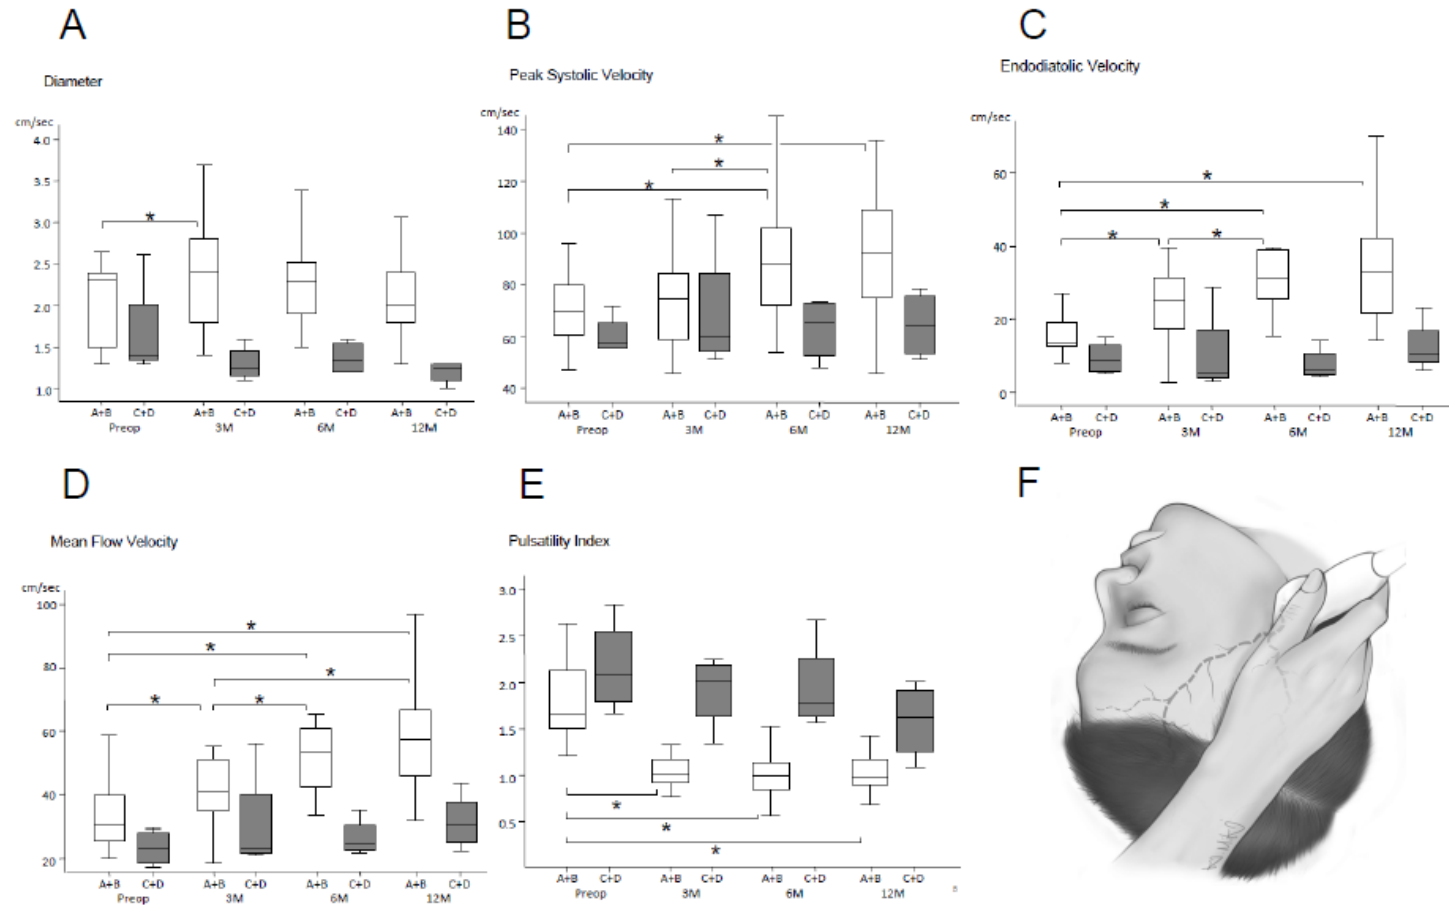 A
Diameter
cm/sec
4.0
3.5
3.0
2.5
2.0
1.5
1.0
*
A+B C+D A+B C+D A+B C+D A+B C+D
Preop 3M 6M 12M
B
Peak Systolic Velocity
cm/sec
140
120
100
80
60
40
*
*
*
A+B C+D A+B C+D A+B C+D A+B C+D
Preop 3M 6M 12M
C
Endodiatolic Velocity
cm/sec
60
40
20
0
*
*
* *
A+B C+D A+B C+D A+B C+D A+B C+D
Preop 3M 6M 12M
D
Mean Flow Velocity
cm/sec
100
80
60
40
20
*
*
*
* *
A+B C+D A+B C+D A+B C+D A+B C+D
Preop 3M 6M 12M
E
Pulsatility Index
3.0
2.5
2.0
1.5
1.0
0.5
*
*
*
A+B C+D A+B C+D A+B C+D A+B C+D
Preop 3M 6M 12M
F